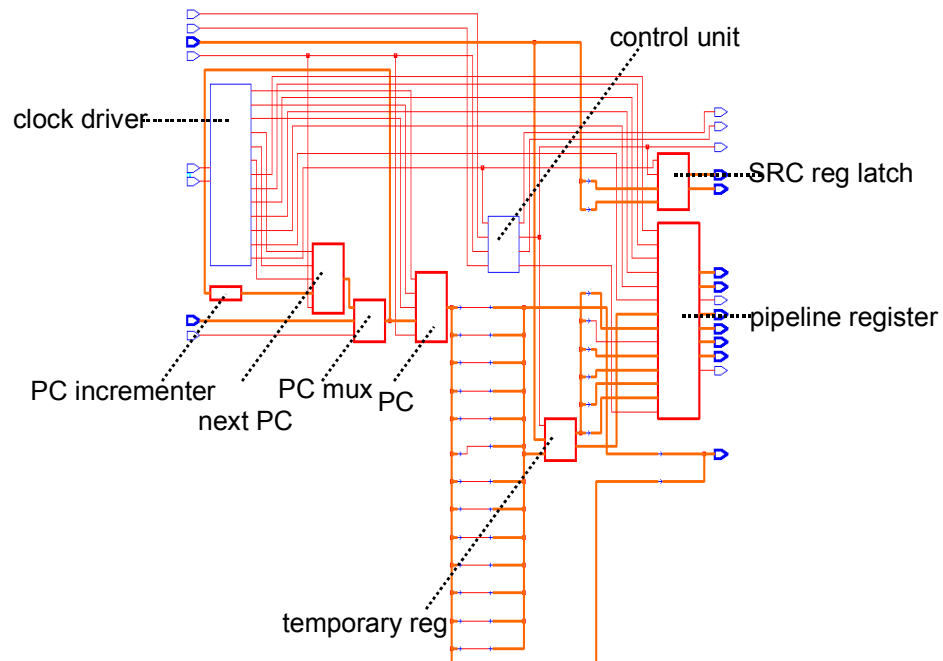 control unit
clock driver
SRC reg latch
pipeline register
PC incrementer
next PC
PC mux
PC
temporary reg